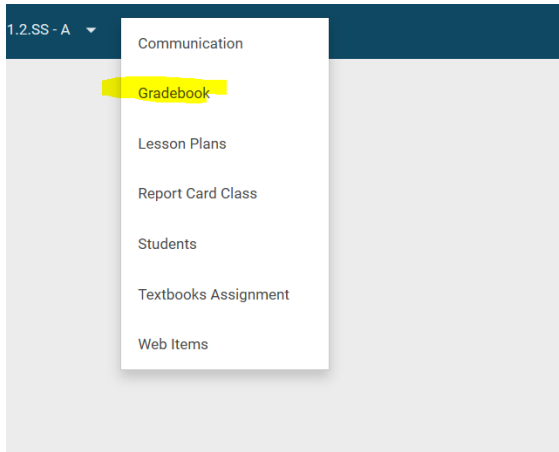 1.2.SS - A
Communication
Gradebook
Lesson Plans
Report Card Class
Students
Textbooks Assignment
Web Items